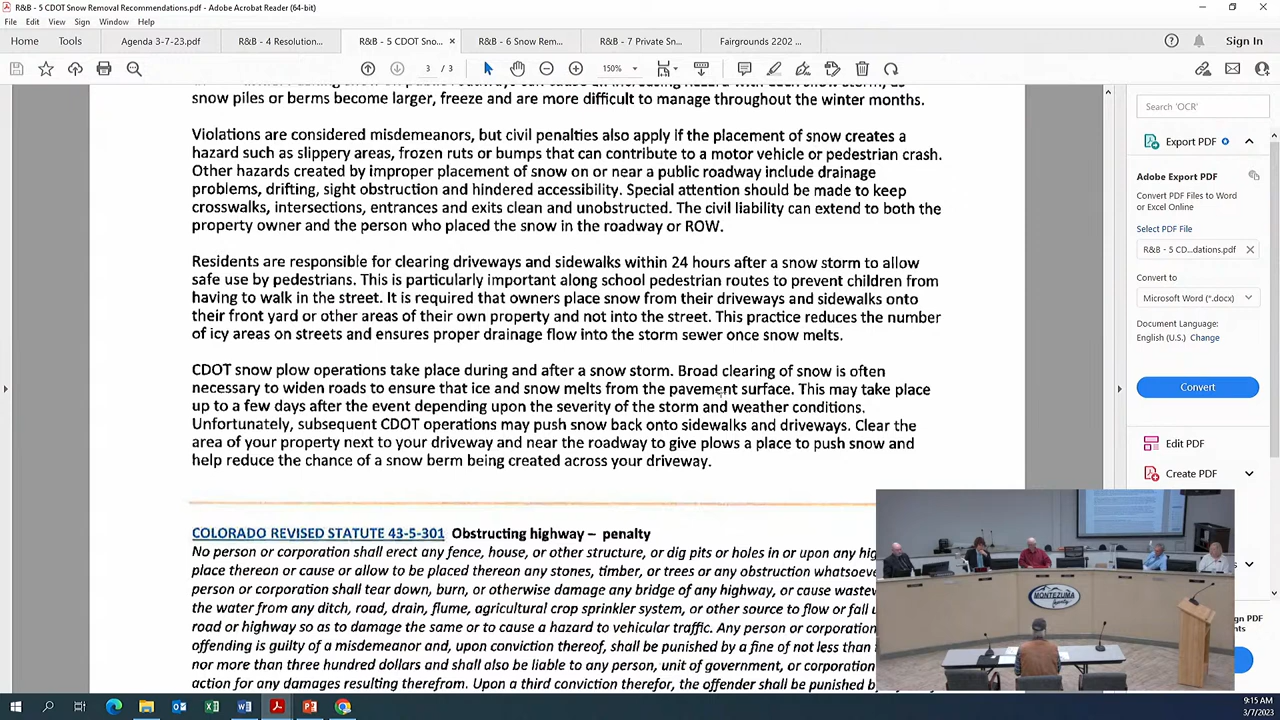 R&B - 5 CDOT Snow Removal Recommendations.pdf - Adobe Acrobat Reader (64-bit)
File Edit View Sign Window Help
Home Tools Agenda 3-7-23.pdf R&B - 4 Resolution... R&B - 5 CDOT Sno... × R&B - 6 Snow Rem... R&B - 7 Private Sn... Fairgrounds 2202 ... Sign In
3 / 3 150%
snow piles or berms become larger, freeze and are more difficult to manage throughout the winter months.
Violations are considered misdemeanors, but civil penalties also apply if the placement of snow creates a
hazard such as slippery areas, frozen ruts or bumps that can contribute to a motor vehicle or pedestrian crash.
Other hazards created by improper placement of snow on or near a public roadway include drainage
problems, drifting, sight obstruction and hindered accessibility. Special attention should be made to keep
crosswalks, intersections, entrances and exits clean and unobstructed. The civil liability can extend to both the
property owner and the person who placed the snow in the roadway or ROW.
Residents are responsible for clearing driveways and sidewalks within 24 hours after a snow storm to allow
safe use by pedestrians. This is particularly important along school pedestrian routes to prevent children from
having to walk in the street. It is required that owners place snow from their driveways and sidewalks onto
their front yard or other areas of their own property and not into the street. This practice reduces the number
of icy areas on streets and ensures proper drainage flow into the storm sewer once snow melts.
CDOT snow plow operations take place during and after a snow storm. Broad clearing of snow is often
necessary to widen roads to ensure that ice and snow melts from the pavement surface. This may take place
up to a few days after the event depending upon the severity of the storm and weather conditions.
Unfortunately, subsequent CDOT operations may push snow back onto sidewalks and driveways. Clear the
area of your property next to your driveway and near the roadway to give plows a place to push snow and
help reduce the chance of a snow berm being created across your driveway.
COLORADO REVISED STATUTE 43-5-301 Obstructing highway – penalty
No person or corporation shall erect any fence, house, or other structure, or dig pits or holes in or upon any
place thereon or cause or allow to be placed thereon any stones, timber, or trees or any obstruction
person or corporation shall tear down, burn, or otherwise damage any bridge of any highway, or cause
the water from any ditch, road, drain, flume, agricultural crop sprinkler system, or other source to flow or fall
road or highway so as to damage the same or to cause a hazard to vehicular traffic. Any person or
offending is guilty of a misdemeanor and, upon conviction thereof, shall be punished by a fine of not less than
nor more than three hundred dollars and shall also be liable to any person, unit of government, or
action for any damages resulting therefrom. Upon a third conviction therefor, the offender shall be punished
Search 'OCR'
Export PDF
Adobe Export PDF
Convert PDF Files to Word
or Excel Online
Select PDF File
R&B - 5 CD...dations.pdf
Convert to
Microsoft Word (*.docx)
Document Language:
English (U.S.) Change
Convert
Edit PDF
Create PDF
MONTEZUMA
County
9:15 AM
3/7/2023